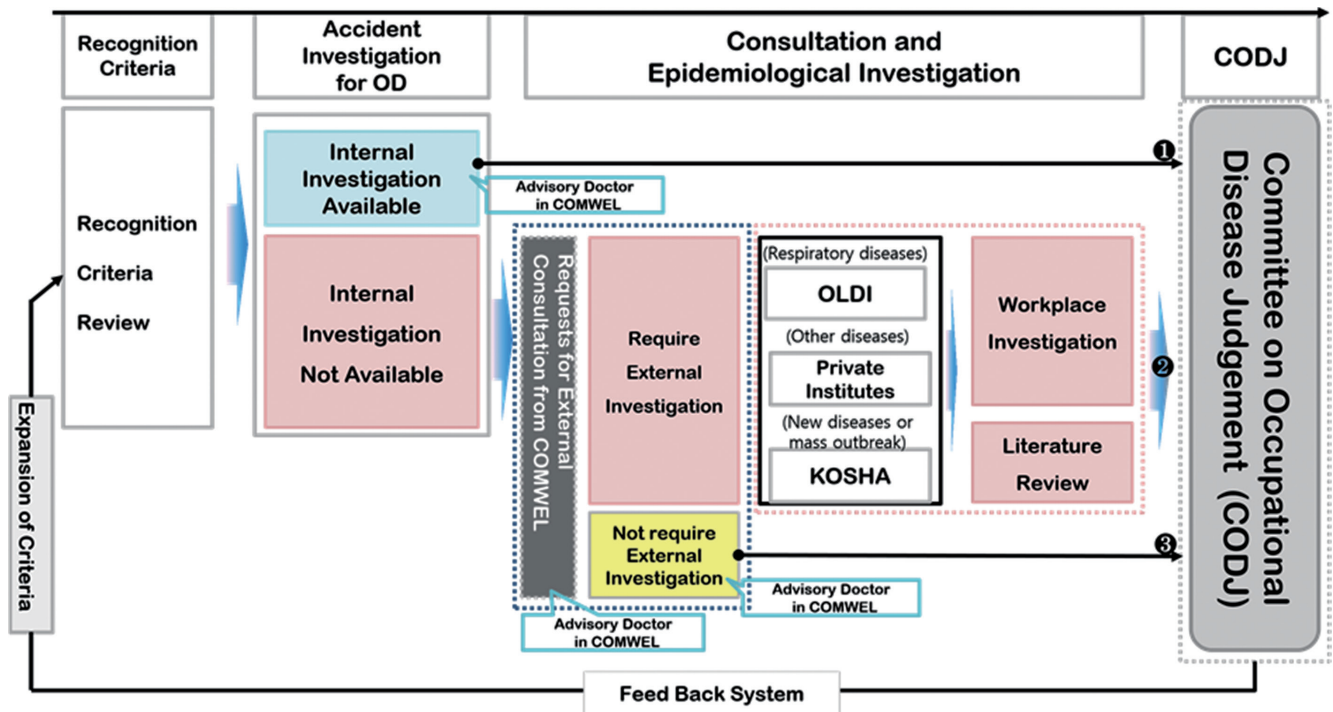 Recognition
Criteria
Accident
Investigation
for OD
Consultation and
Epidemiological Investigation
CODJ
Recognition
Criteria
Review
Internal
Investigation
Available
Advisory Doctor
in COMWEL
Internal
Investigation
Not Available
Requests for External
Consultation from COMWEL
Require
External
Investigation
Not require
External
Investigation
Advisory Doctor
in COMWEL
Advisory Doctor
in COMWEL
(Respiratory diseases)
OLDI
(Other diseases)
Private
Institutes
(New diseases or
mass outbreak)
KOSHA
Workplace
Investigation
Literature
Review
❶
❷
❸
Committee on Occupational
Disease Judgement (CODJ)
Expansion of Criteria
Feed Back System